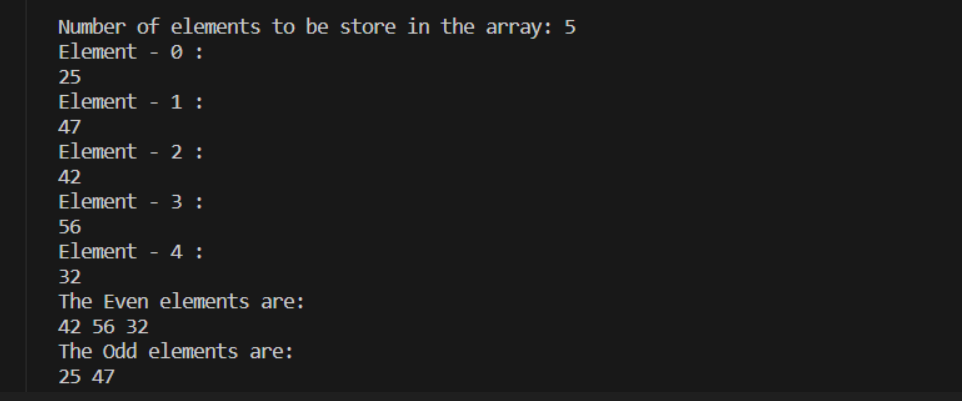 Number of elements to be store in the array: 5
Element - 0 :
25
Element - 1 :
47
Element - 2 :
42
Element - 3 :
56
Element - 4 :
32
The Even elements are:
42 56 32
The Odd elements are:
25 47